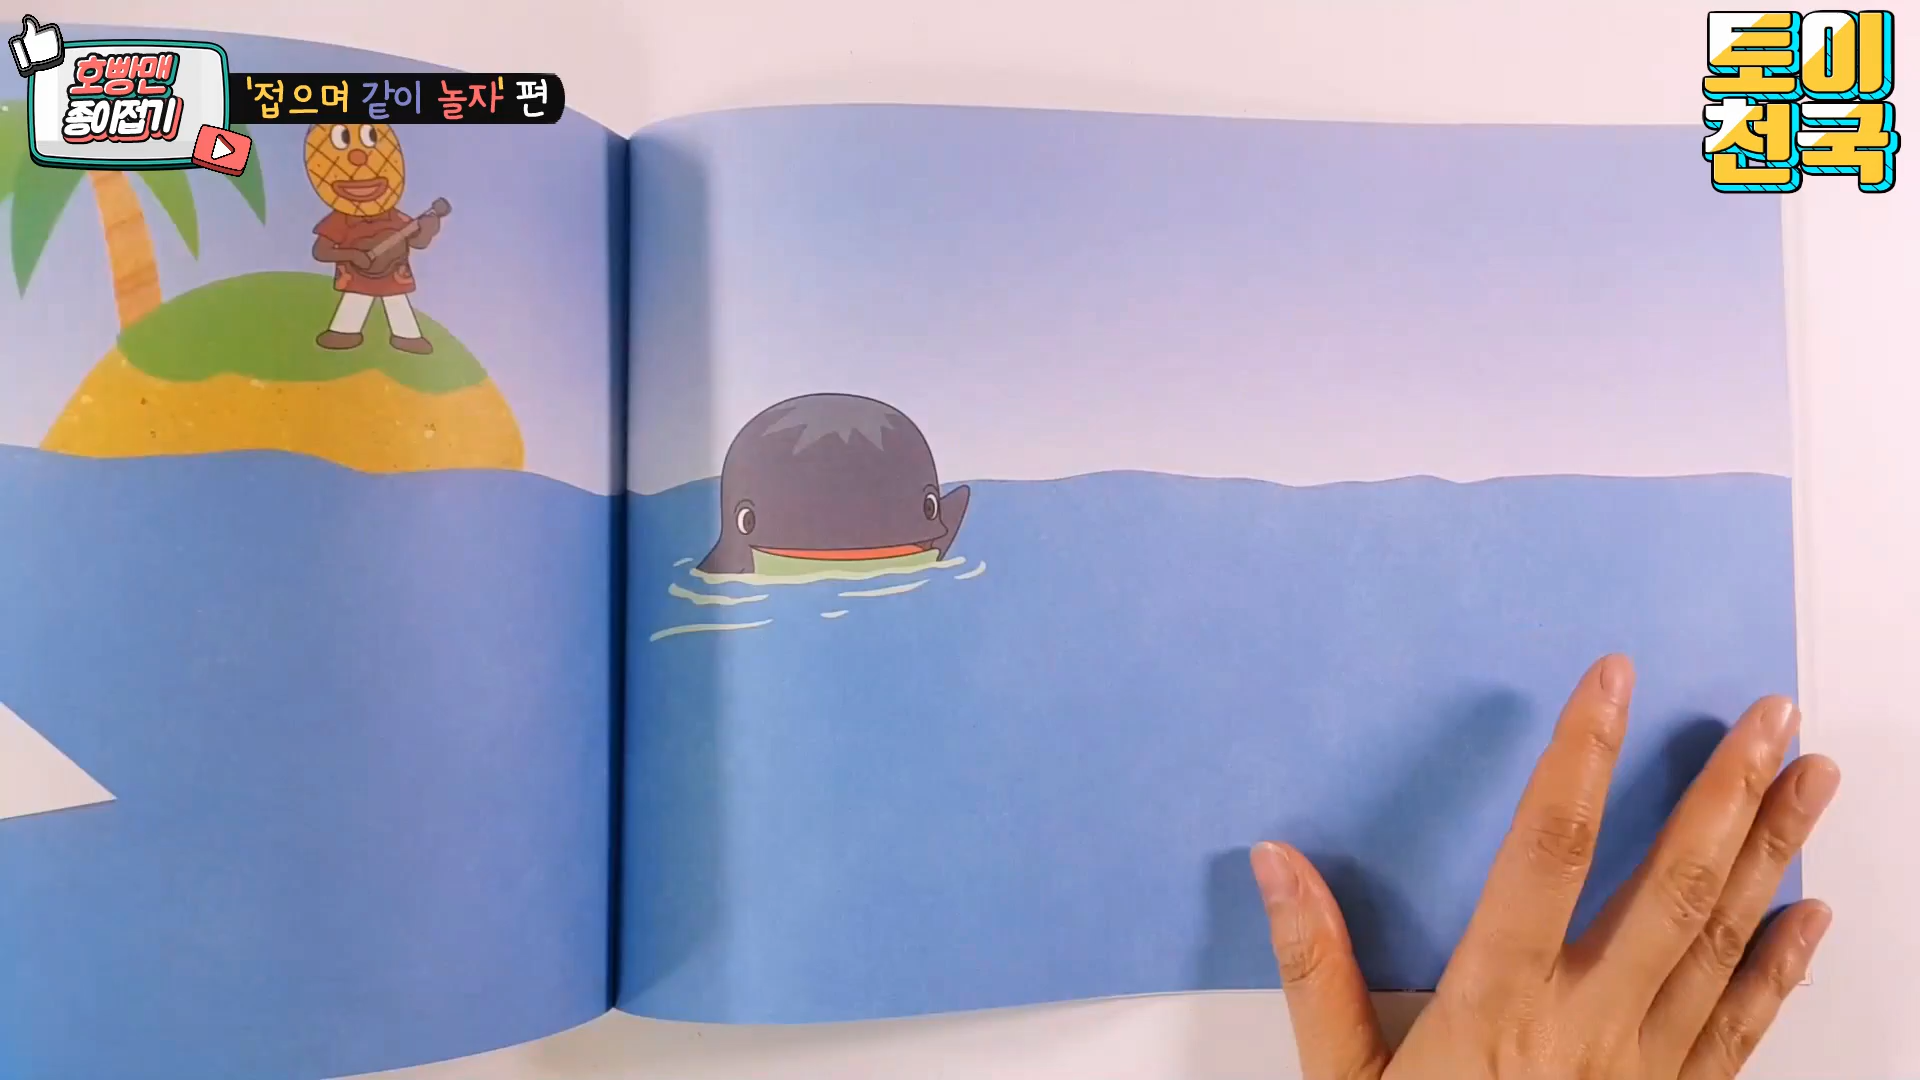 호빵맨
종이접기
'접으며 같이 놀자' 편
토이
천국